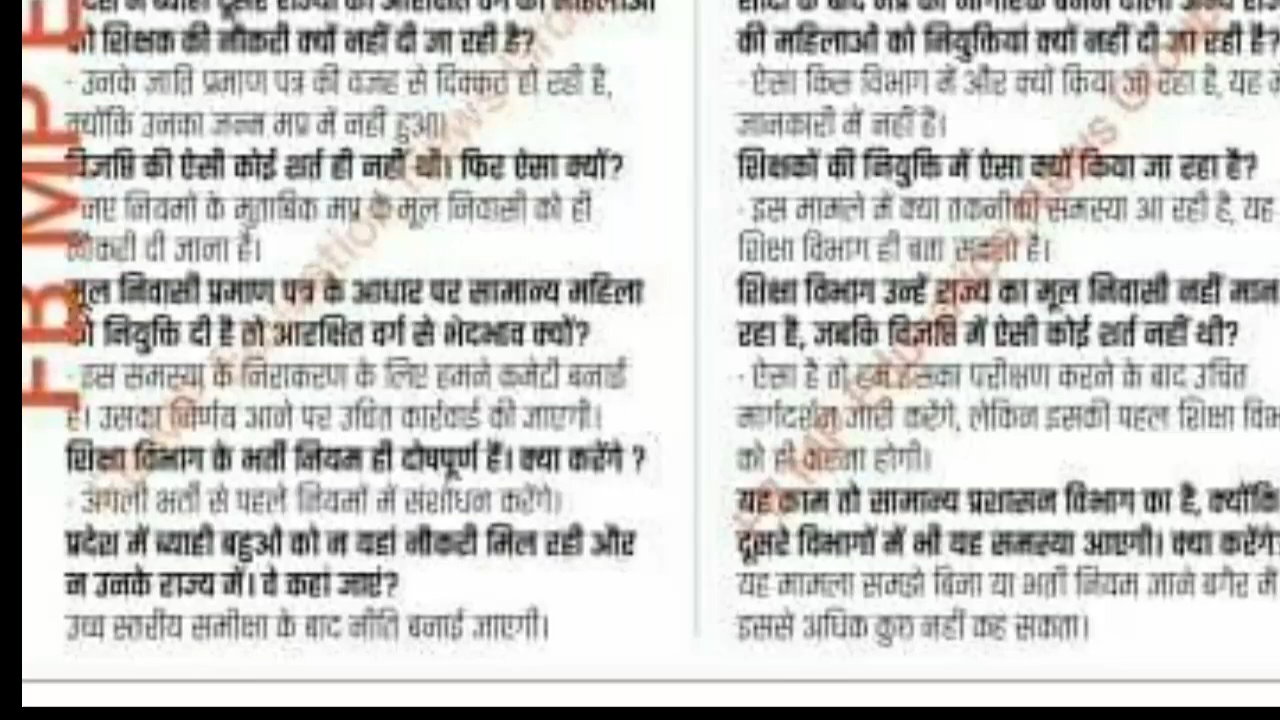 को शिक्षक की नौकरी क्यों नहीं दी जा रही है?
- उनके जाति प्रमाण पत्र की वजह से दिक्कत हो रही है,
क्योंकि उनका जन्म मप्र में नहीं हुआ।
विज्ञप्ति की ऐसी कोई शर्त ही नहीं थी। फिर ऐसा क्यों?
- नए नियमों के मुताबिक मप्र के मूल निवासी को ही
नौकरी दी जाना है।
मूल निवासी प्रमाण पत्र के आधार पर सामान्य महिला
को नियुक्ति दी है तो आरक्षित वर्ग से भेदभाव क्यों?
- इस समस्या के निराकरण के लिए हमने कमेटी बनाई
है। उसका निर्णय आने पर उचित कार्रवाई की जाएगी।
शिक्षा विभाग के भर्ती नियम ही दोषपूर्ण हैं। क्या करेंगे ?
- अगली भर्ती से पहले नियमों में संशोधन करेंगे।
प्रदेश में ब्याही बहुओं को न यहां नौकरी मिल रही और
न उनके राज्य में। वे कहां जाएं?
उच्च स्तरीय समीक्षा के बाद नीति बनाई जाएगी।
की महिलाओं को नियुक्तियां क्यों नहीं दी जा रही है?
- ऐसा किस विभाग में और क्यों किया जा रहा है, यह
जानकारी में नहीं है।
शिक्षकों की नियुक्ति में ऐसा क्यों किया जा रहा है?
- इस मामले में क्या तकनीकी समस्या आ रही है, यह
शिक्षा विभाग ही बता सकता है।
शिक्षा विभाग उन्हें राज्य का मूल निवासी नहीं मान
रहा है, जबकि विज्ञप्ति में ऐसी कोई शर्त नहीं थी?
- ऐसा है तो हम इसका परीक्षण करने के बाद उचित
मार्गदर्शन जारी करेंगे, लेकिन इसकी पहल शिक्षा
को ही करना होगी।
यह काम तो सामान्य प्रशासन विभाग का है, क्योंकि
दूसरे विभागों में भी यह समस्या आएगी। क्या करेंगे?
यह मामला समझे बिना या भर्ती नियम जाने बगैर मैं
इससे अधिक कुछ नहीं कह सकता।
FB MP E